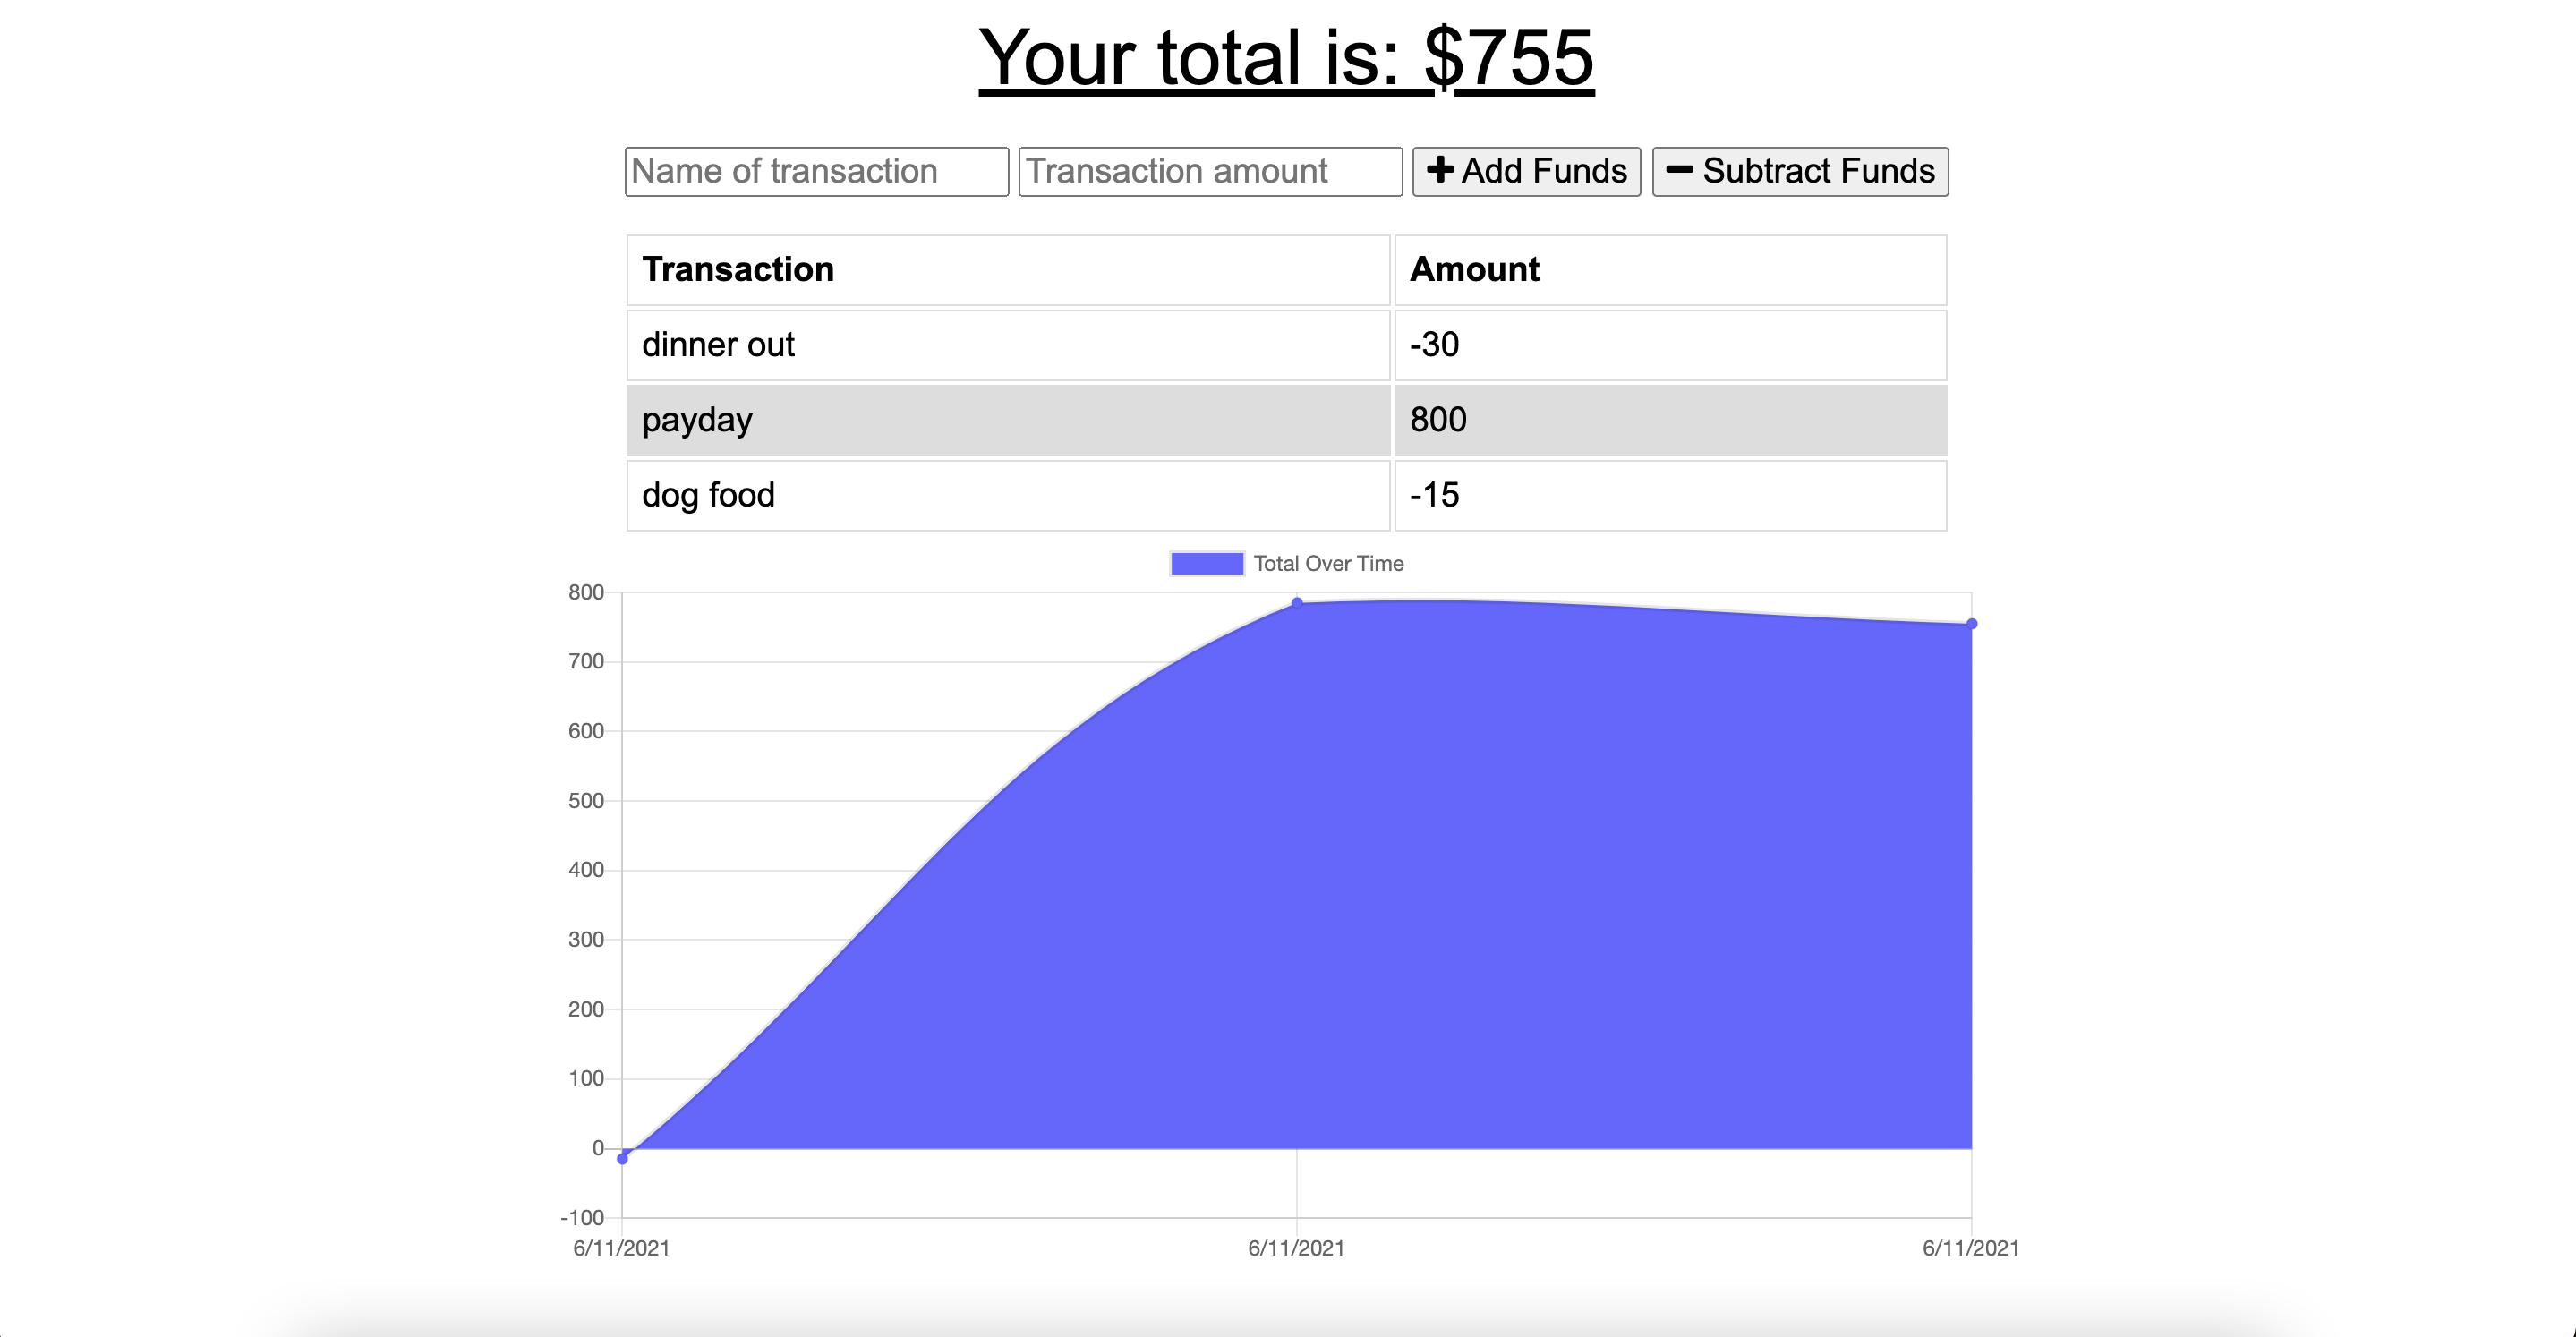 Your total is: $755
Name of transaction Transaction amount Add Funds Subtract Funds
Transaction Amount
dinner out -30
payday 800
dog food -15
Total Over Time
800
700
600
500
400
300
200
100
0
-100
6/11/2021 6/11/2021 6/11/2021